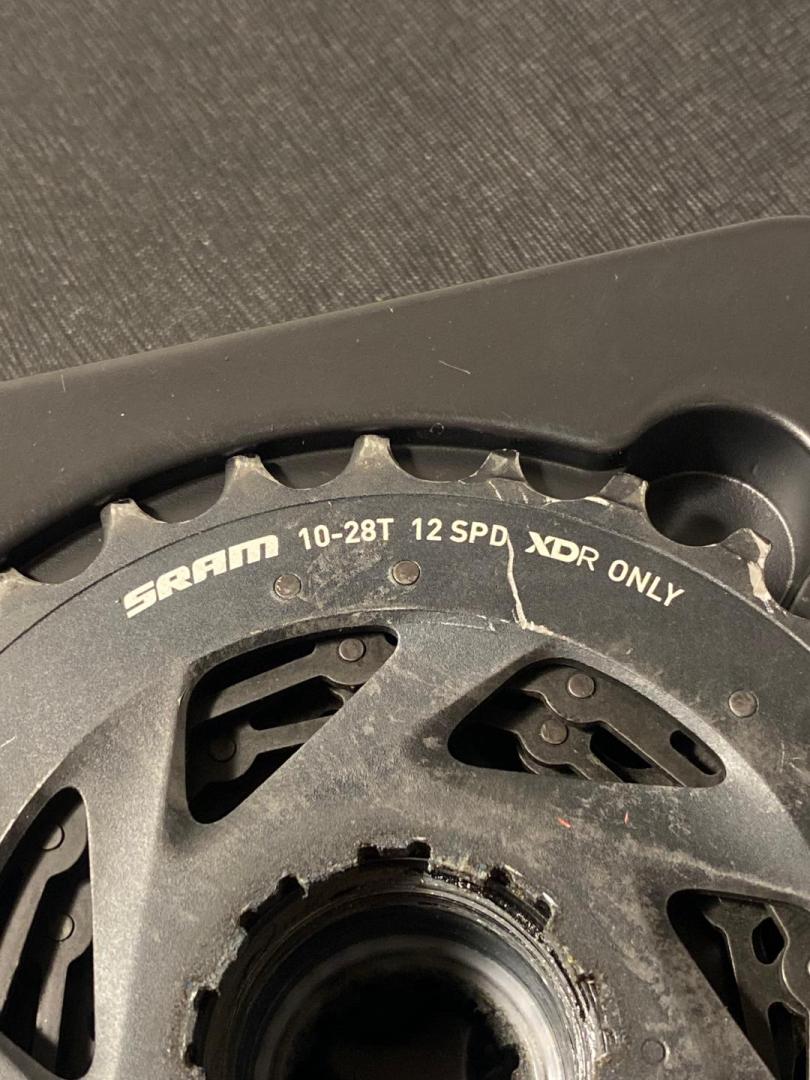 SRAM 10-28T 12 SPD XDR ONLY